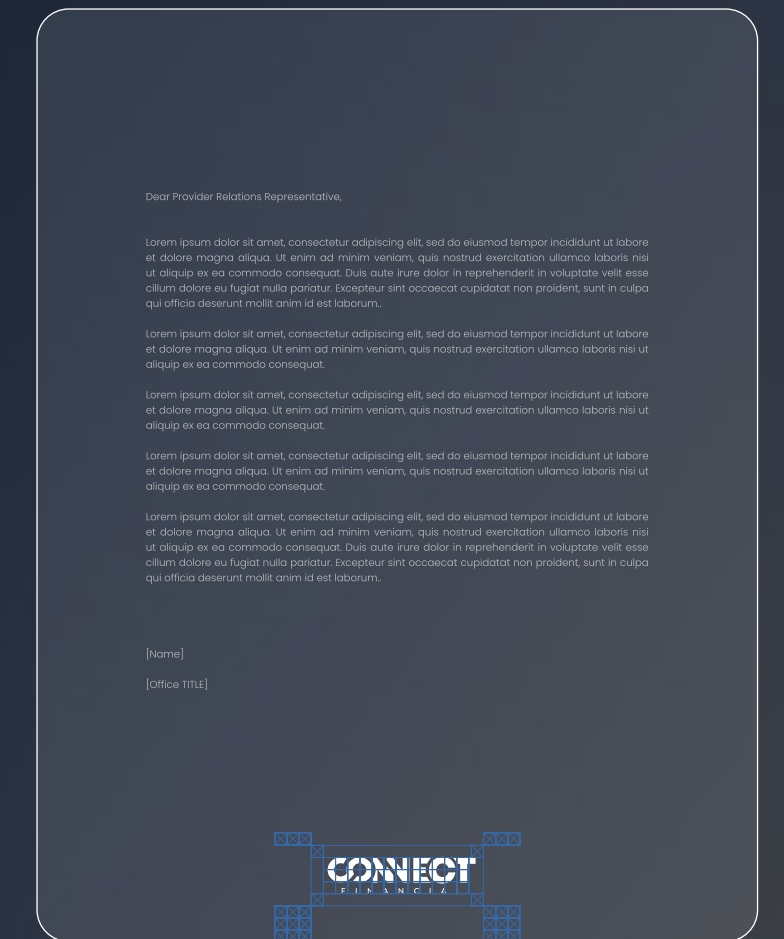 Dear Provider Relations Representative,
Lorem ipsum dolor sit amet, consectetur adipiscing elit, sed do eiusmod tempor incididunt ut labore
et dolore magna aliqua. Ut enim ad minim veniam, quis nostrud exercitation ullamco laboris nisi
ut aliquip ex ea commodo consequat. Duis aute irure dolor in reprehenderit in voluptate velit esse
cillum dolore eu fugiat nulla pariatur. Excepteur sint occaecat cupidatat non proident, sunt in culpa
qui officia deserunt mollit anim id est laborum..
Lorem ipsum dolor sit amet, consectetur adipiscing elit, sed do eiusmod tempor incididunt ut labore
et dolore magna aliqua. Ut enim ad minim veniam, quis nostrud exercitation ullamco laboris nisi ut
aliquip ex ea commodo consequat.
Lorem ipsum dolor sit amet, consectetur adipiscing elit, sed do eiusmod tempor incididunt ut labore
et dolore magna aliqua. Ut enim ad minim veniam, quis nostrud exercitation ullamco laboris nisi ut
aliquip ex ea commodo consequat.
Lorem ipsum dolor sit amet, consectetur adipiscing elit, sed do eiusmod tempor incididunt ut labore
et dolore magna aliqua. Ut enim ad minim veniam, quis nostrud exercitation ullamco laboris nisi ut
aliquip ex ea commodo consequat.
Lorem ipsum dolor sit amet, consectetur adipiscing elit, sed do eiusmod tempor incididunt ut labore
et dolore magna aliqua. Ut enim ad minim veniam, quis nostrud exercitation ullamco laboris nisi
ut aliquip ex ea commodo consequat. Duis aute irure dolor in reprehenderit in voluptate velit esse
cillum dolore eu fugiat nulla pariatur. Excepteur sint occaecat cupidatat non proident, sunt in culpa
qui officia deserunt mollit anim id est laborum..
[Name]
[Office TITLE]
CONNECT
FINANCIA